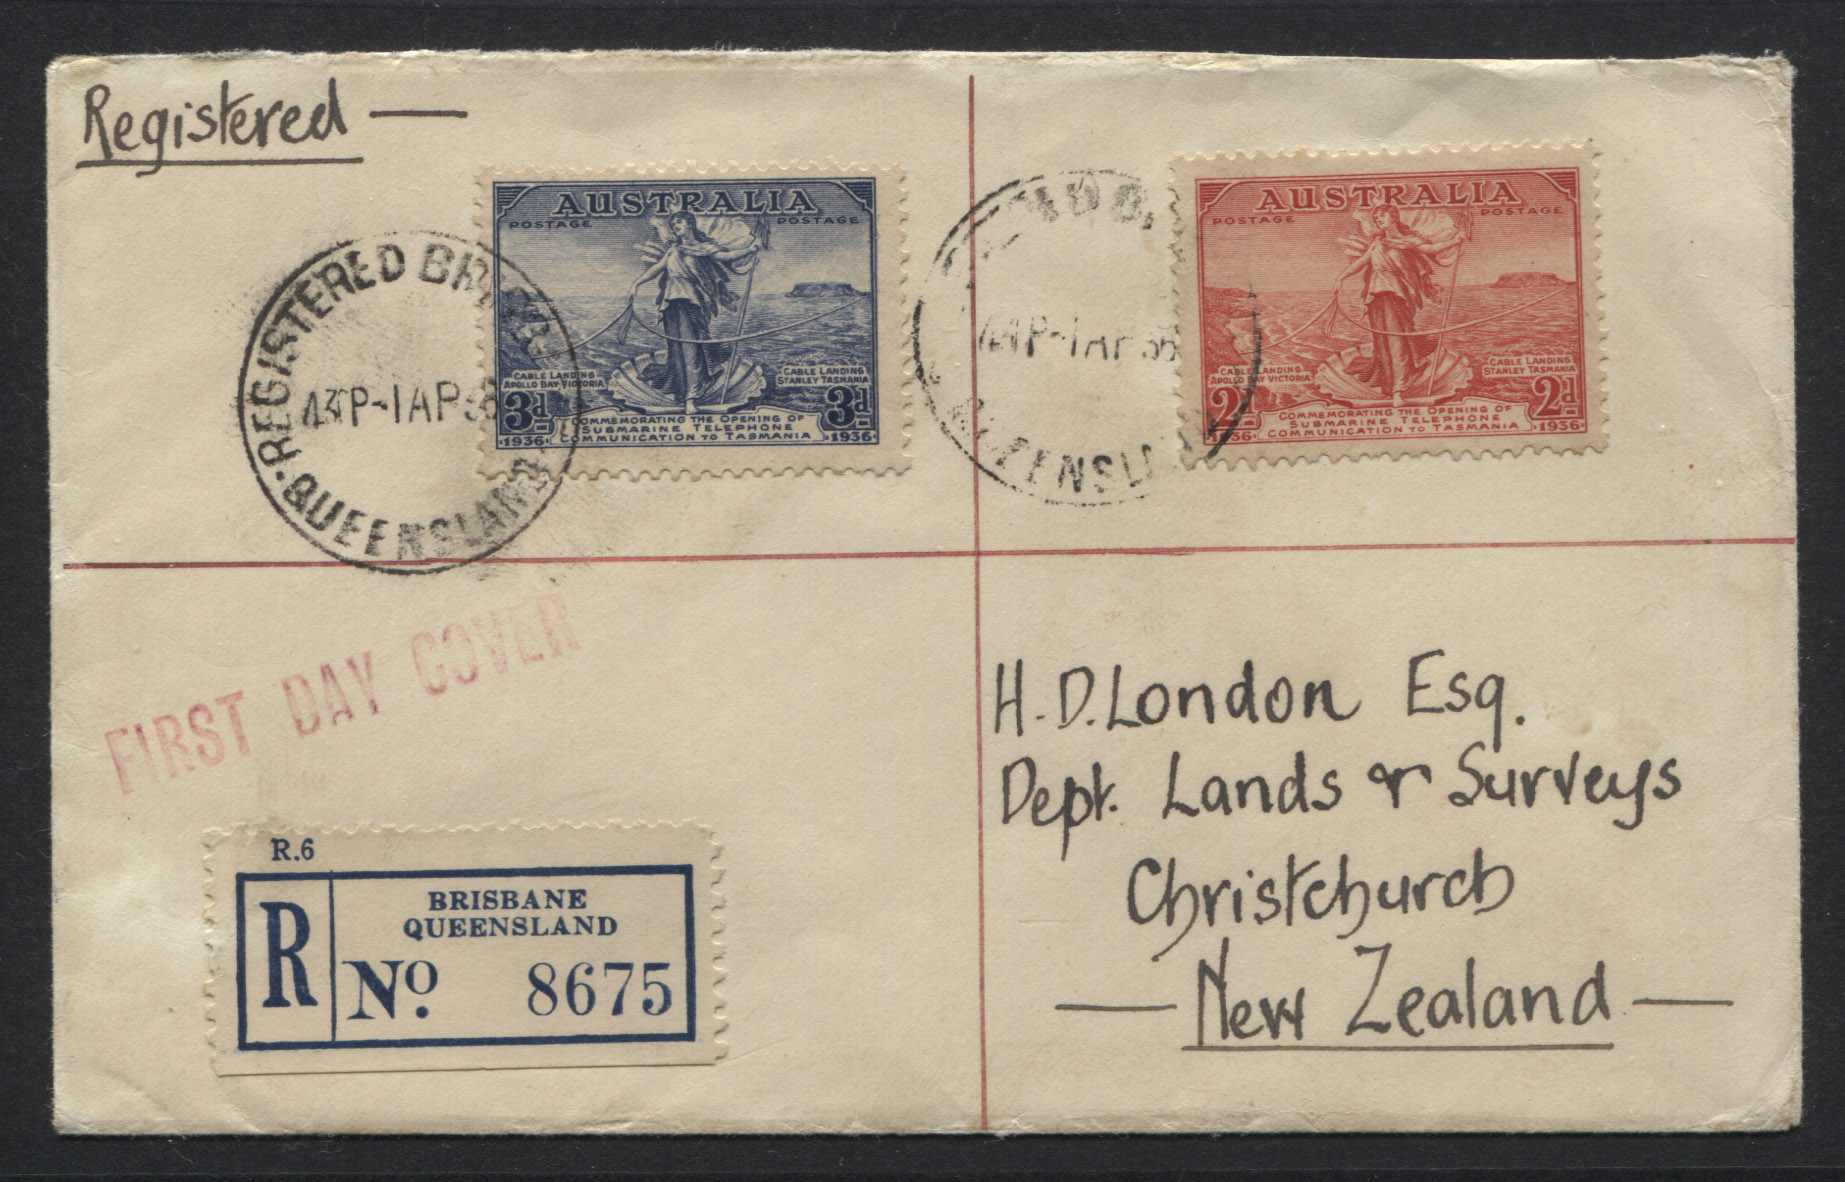 Registered —
AUSTRALIA
POSTAGE POSTAGE
CABLE LANDING
APOLLO BAY VICTORIA
CABLE LANDING
STANLEY TASMANIA
3d 3d
COMMEMORATING THE OPENING OF
SUBMARINE TELEPHONE
COMMUNICATION TO TASMANIA
1936 1936
REGISTERED
P-1AP36
QUEENSLAND
AUSTRALIA
POSTAGE POSTAGE
CABLE LANDING
APOLLO BAY VICTORIA
CABLE LANDING
STANLEY TASMANIA
2d 2d
COMMEMORATING THE OPENING OF
SUBMARINE TELEPHONE
COMMUNICATION TO TASMANIA
1936 1936
P-1AP36
FIRST DAY COVER
R.6
R
BRISBANE
QUEENSLAND
No. 8675
H.D. London Esq.
Dept. Lands & Surveys
Christchurch
— New Zealand —